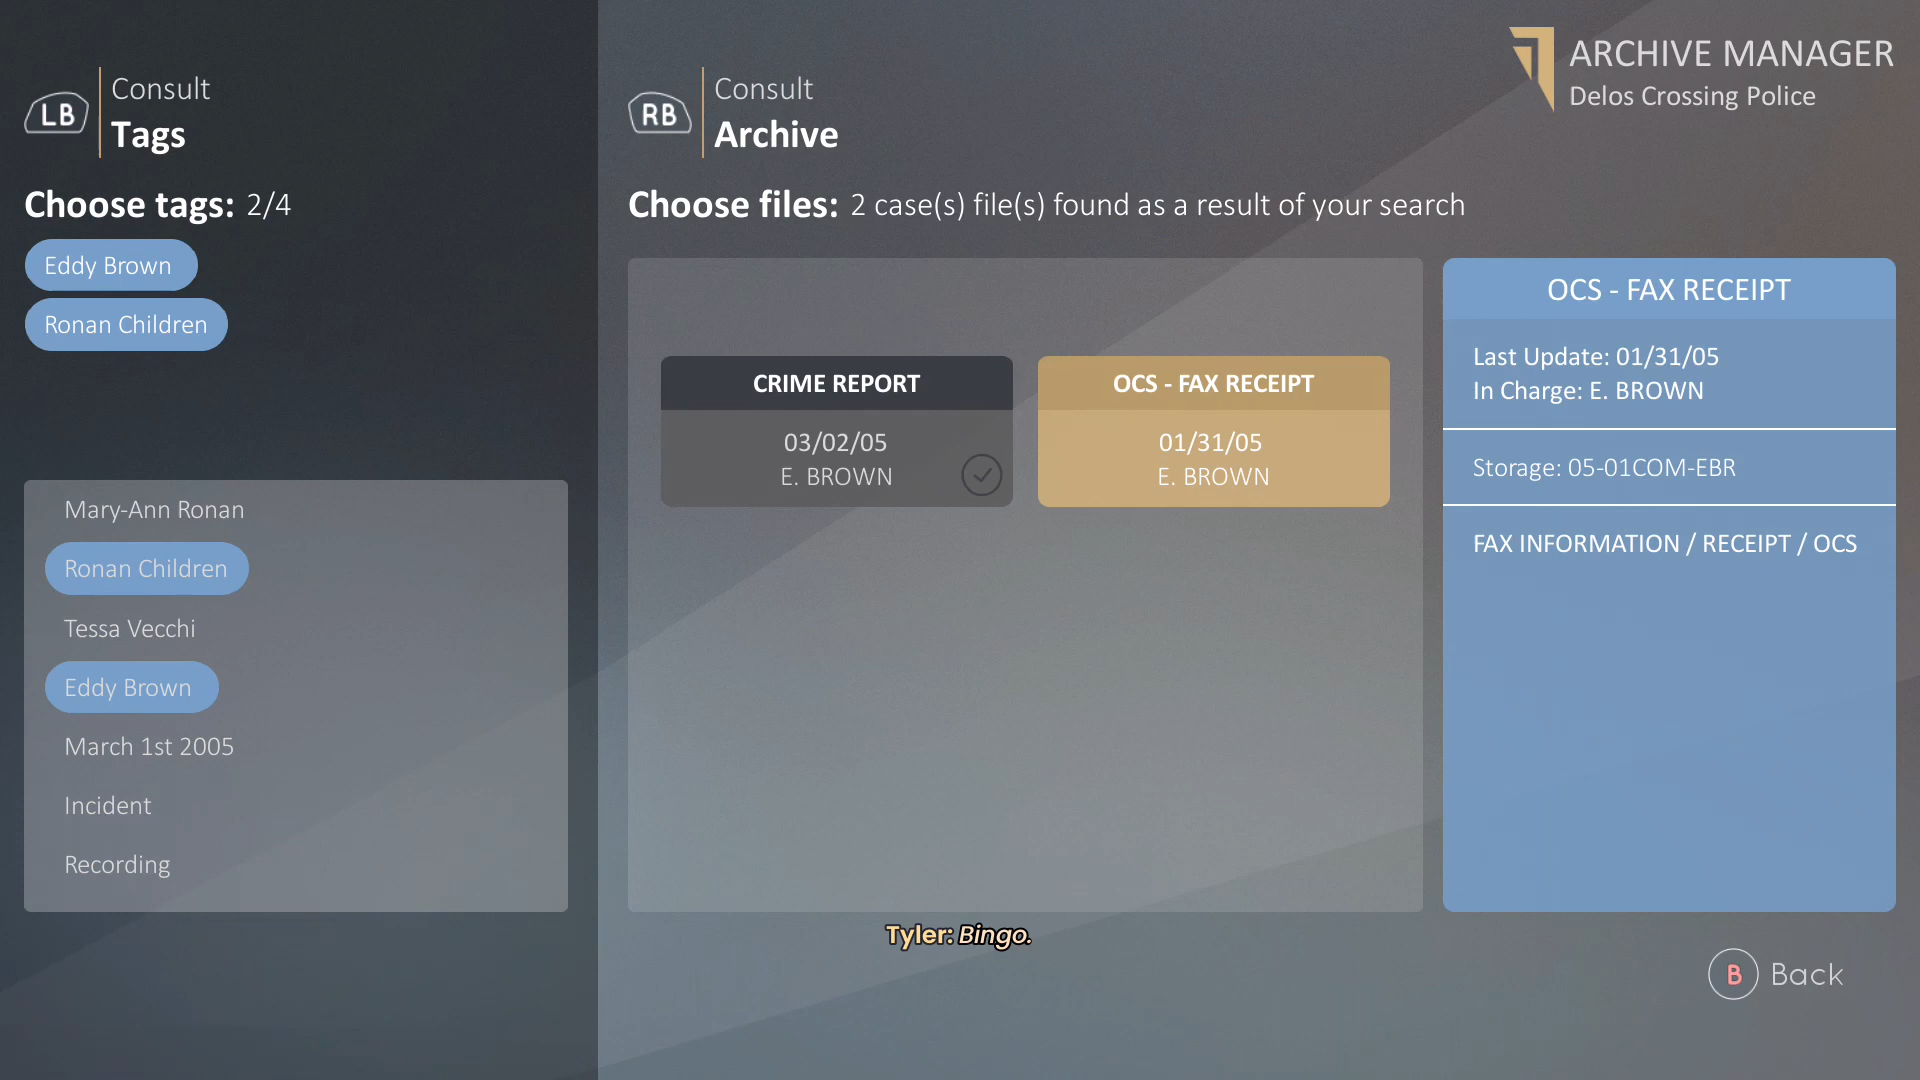 LB
Consult
Tags
Choose tags: 2/4
Eddy Brown
Ronan Children
Mary-Ann Ronan
Ronan Children
Tessa Vecchi
Eddy Brown
March 1st 2005
Incident
Recording
RB
Consult
Archive
ARCHIVE MANAGER
Delos Crossing Police
Choose files: 2 case(s) file(s) found as a result of your search
CRIME REPORT
03/02/05
E. BROWN
OCS - FAX RECEIPT
01/31/05
E. BROWN
OCS - FAX RECEIPT
Last Update: 01/31/05
In Charge: E. BROWN
Storage: 05-01COM-EBR
FAX INFORMATION / RECEIPT / OCS
Tyler: Bingo.
B Back